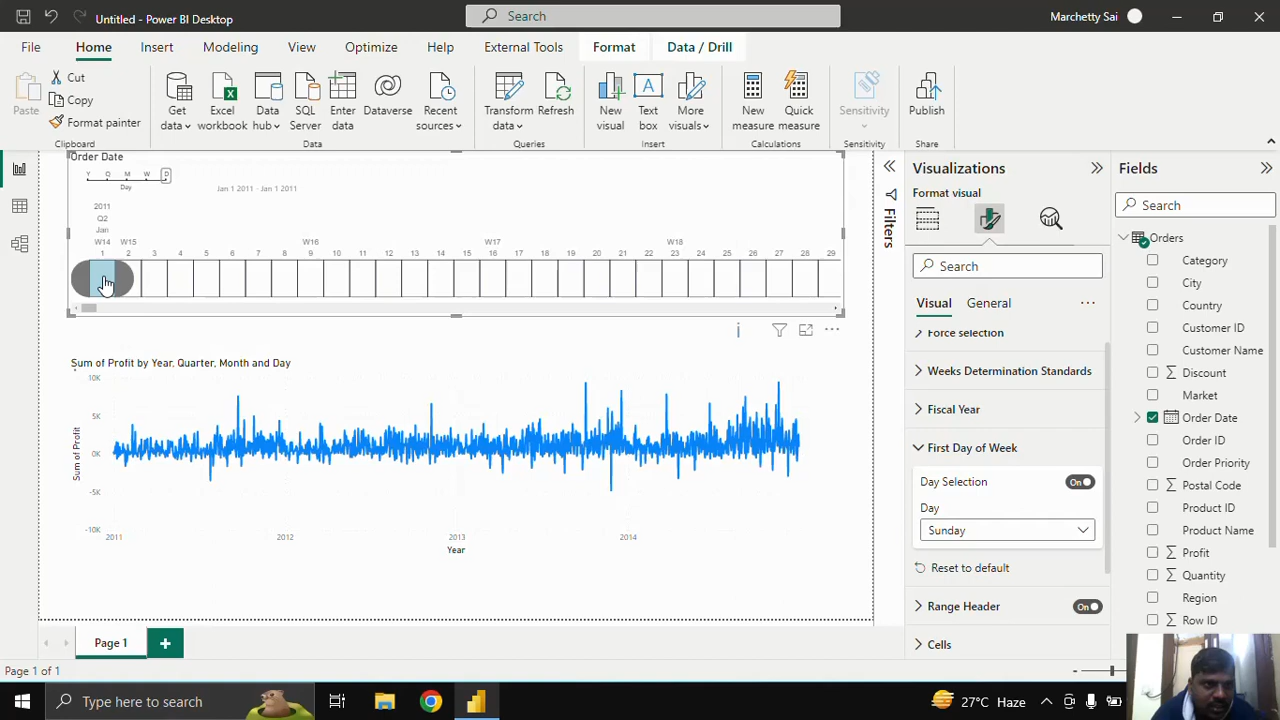 Untitled - Power BI Desktop
Search
Marchetty Sai
File Home Insert Modeling View Optimize Help External Tools Format Data / Drill
Paste
Cut
Copy
Format painter
Get data
Excel workbook
Data hub
SQL Server
Enter data
Dataverse
Recent sources
Transform data
Refresh
New visual
Text box
More visuals
New measure
Quick measure
Sensitivity
Publish
Clipboard Data Queries Insert Calculations Sensitivity Share
Order Date
Y Q M W D
Day
Jan 1 2011 - Jan 1 2011
2011
Q2
Jan
W14 W15 W16 W17 W18
1 2 3 4 5 6 7 8 9 10 11 12 13 14 15 16 17 18 19 20 21 22 23 24 25 26 27 28 29
Sum of Profit by Year, Quarter, Month and Day
10K
5K
0K
-5K
-10K
Sum of Profit
2011 2012 2013 2014
Year
Filters
Visualizations
Format visual
Search
Visual General
Force selection
Weeks Determination Standards
Fiscal Year
First Day of Week
Day Selection On
Day
Sunday
Reset to default
Range Header On
Cells
Fields
Search
Orders
Category
City
Country
Customer ID
Customer Name
Discount
Market
Order Date
Order ID
Order Priority
Postal Code
Product ID
Product Name
Profit
Quantity
Region
Row ID
Page 1
Page 1 of 1
Type here to search
27°C Haze